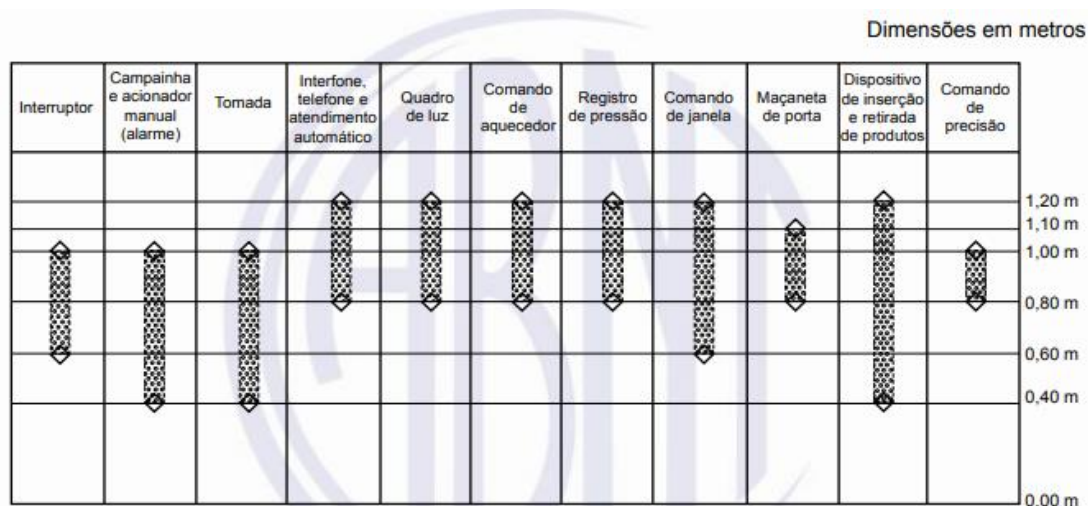 Dimensões em metros
Interruptor
Campainha
e acionador
manual
(alarme)
Tomada
Interfone,
telefone e
atendimento
automático
Quadro
de luz
Comando
de
aquecedor
Registro
de pressão
Comando
de janela
Maçaneta
de porta
Dispositivo
de inserção
e retirada
de produtos
Comando
de
precisão
1,20 m
1,10 m
1,00 m
0,80 m
0,60 m
0,40 m
0,00 m
ABNT